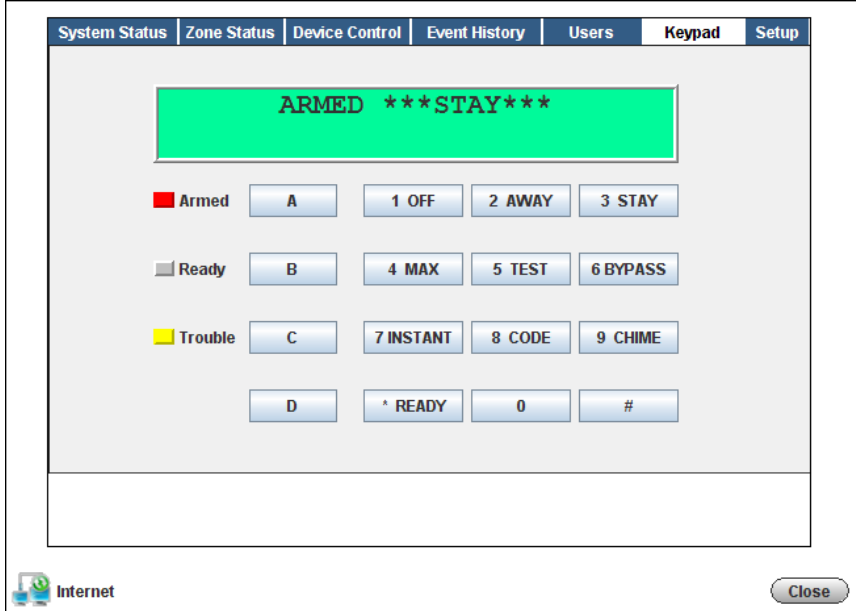 System Status Zone Status Device Control Event History Users Keypad Setup
ARMED ***STAY***
Armed A 1 OFF 2 AWAY 3 STAY
Ready B 4 MAX 5 TEST 6 BYPASS
Trouble C 7 INSTANT 8 CODE 9 CHIME
D * READY 0 #
Internet Close